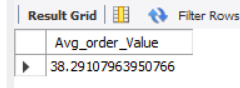 Result Grid Filter Rows
Avg_order_Value
38.29107963950766